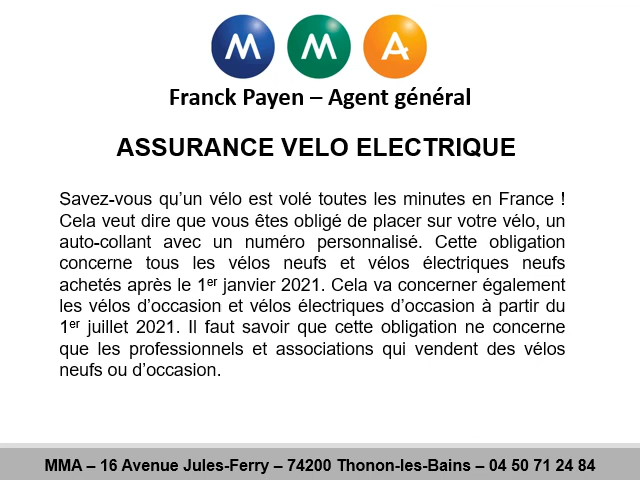 MMA
Franck Payen – Agent général
ASSURANCE VELO ELECTRIQUE
Savez-vous qu’un vélo est volé toutes les minutes en France !
Cela veut dire que vous êtes obligé de placer sur votre vélo, un
auto-collant avec un numéro personnalisé. Cette obligation
concerne tous les vélos neufs et vélos électriques neufs
achetés après le 1er janvier 2021. Cela va concerner également
les vélos d’occasion et vélos électriques d’occasion à partir du
1er juillet 2021. Il faut savoir que cette obligation ne concerne
que les professionnels et associations qui vendent des vélos
neufs ou d’occasion.
MMA – 16 Avenue Jules-Ferry – 74200 Thonon-les-Bains – 04 50 71 24 84